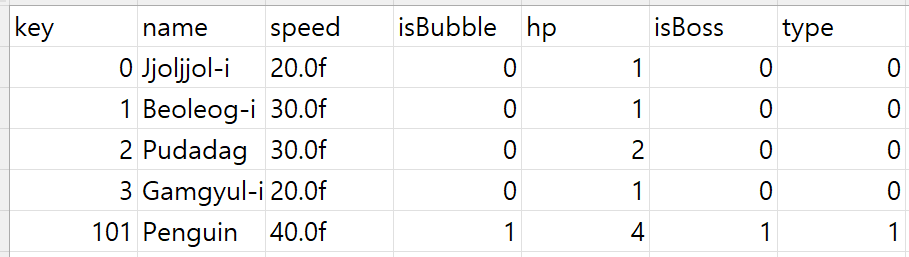 key name speed isBubble hp isBoss type
0 Jjoljjol-i 20.0f 0 1 0 0
1 Beoleog-i 30.0f 0 1 0 0
2 Pudadag 30.0f 0 2 0 0
3 Gamgyul-i 20.0f 0 1 0 0
101 Penguin 40.0f 1 4 1 1